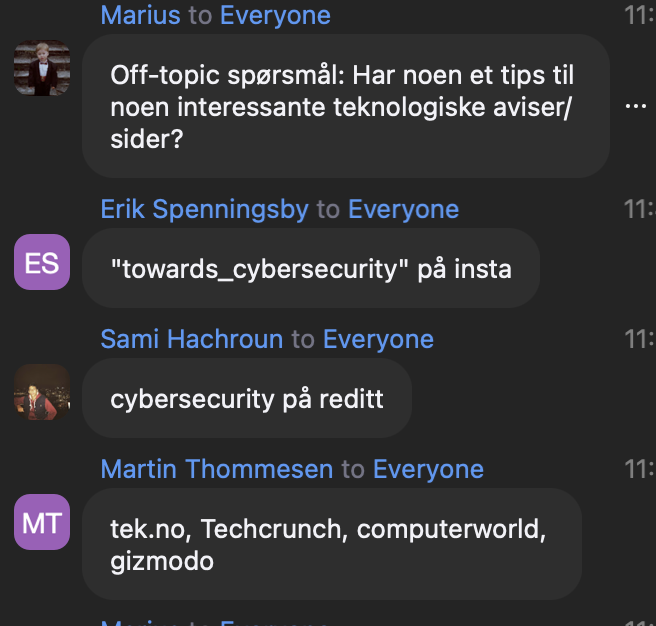 Marius to Everyone
11:
Off-topic spørsmål: Har noen et tips til
noen interessante teknologiske aviser/
sider?
...
Erik Spenningsby to Everyone
11:
ES
"towards_cybersecurity" på insta
Sami Hachroun to Everyone
11:
cybersecurity på reditt
Martin Thommesen to Everyone
11:
MT
tek.no, Techcrunch, computerworld,
gizmodo